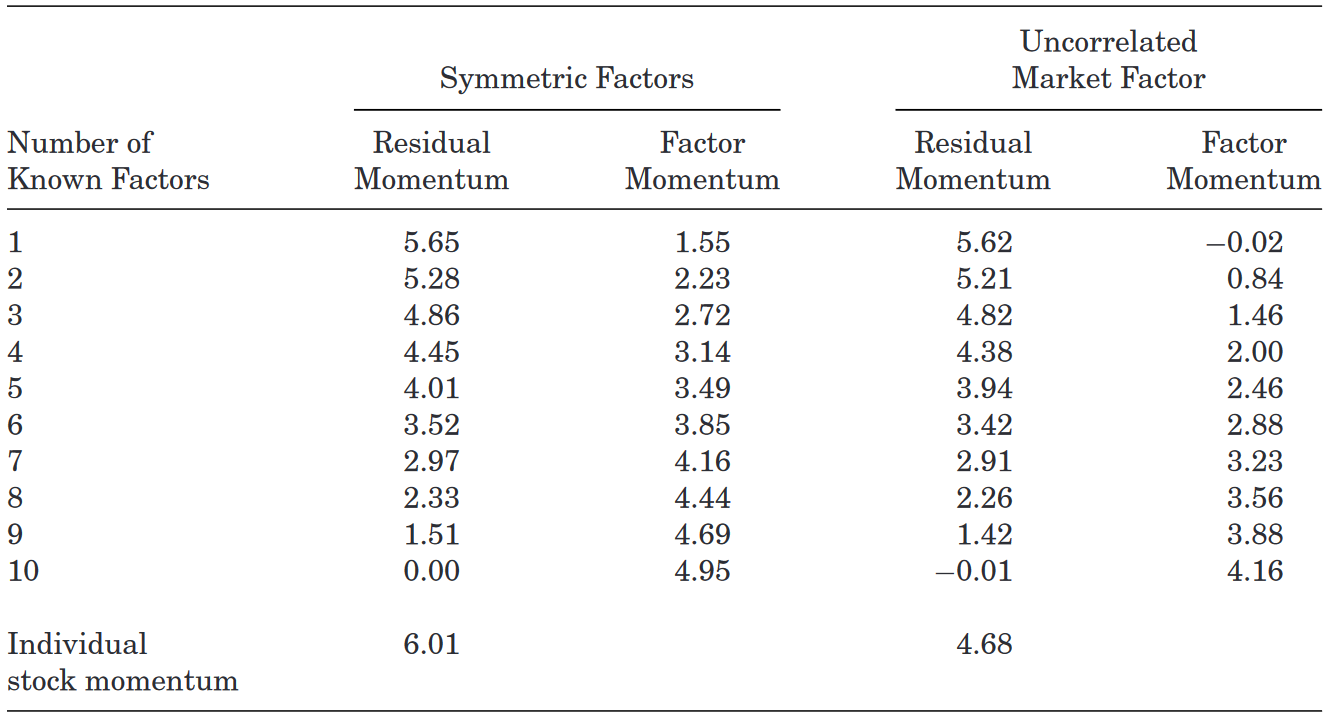 Uncorrelated
Symmetric Factors Market Factor
Number of Residual Factor Residual Factor
Known Factors Momentum Momentum Momentum Momentum
1 5.65 1.55 5.62 −0.02
2 5.28 2.23 5.21 0.84
3 4.86 2.72 4.82 1.46
4 4.45 3.14 4.38 2.00
5 4.01 3.49 3.94 2.46
6 3.52 3.85 3.42 2.88
7 2.97 4.16 2.91 3.23
8 2.33 4.44 2.26 3.56
9 1.51 4.69 1.42 3.88
10 0.00 4.95 −0.01 4.16
Individual 6.01 4.68
stock momentum